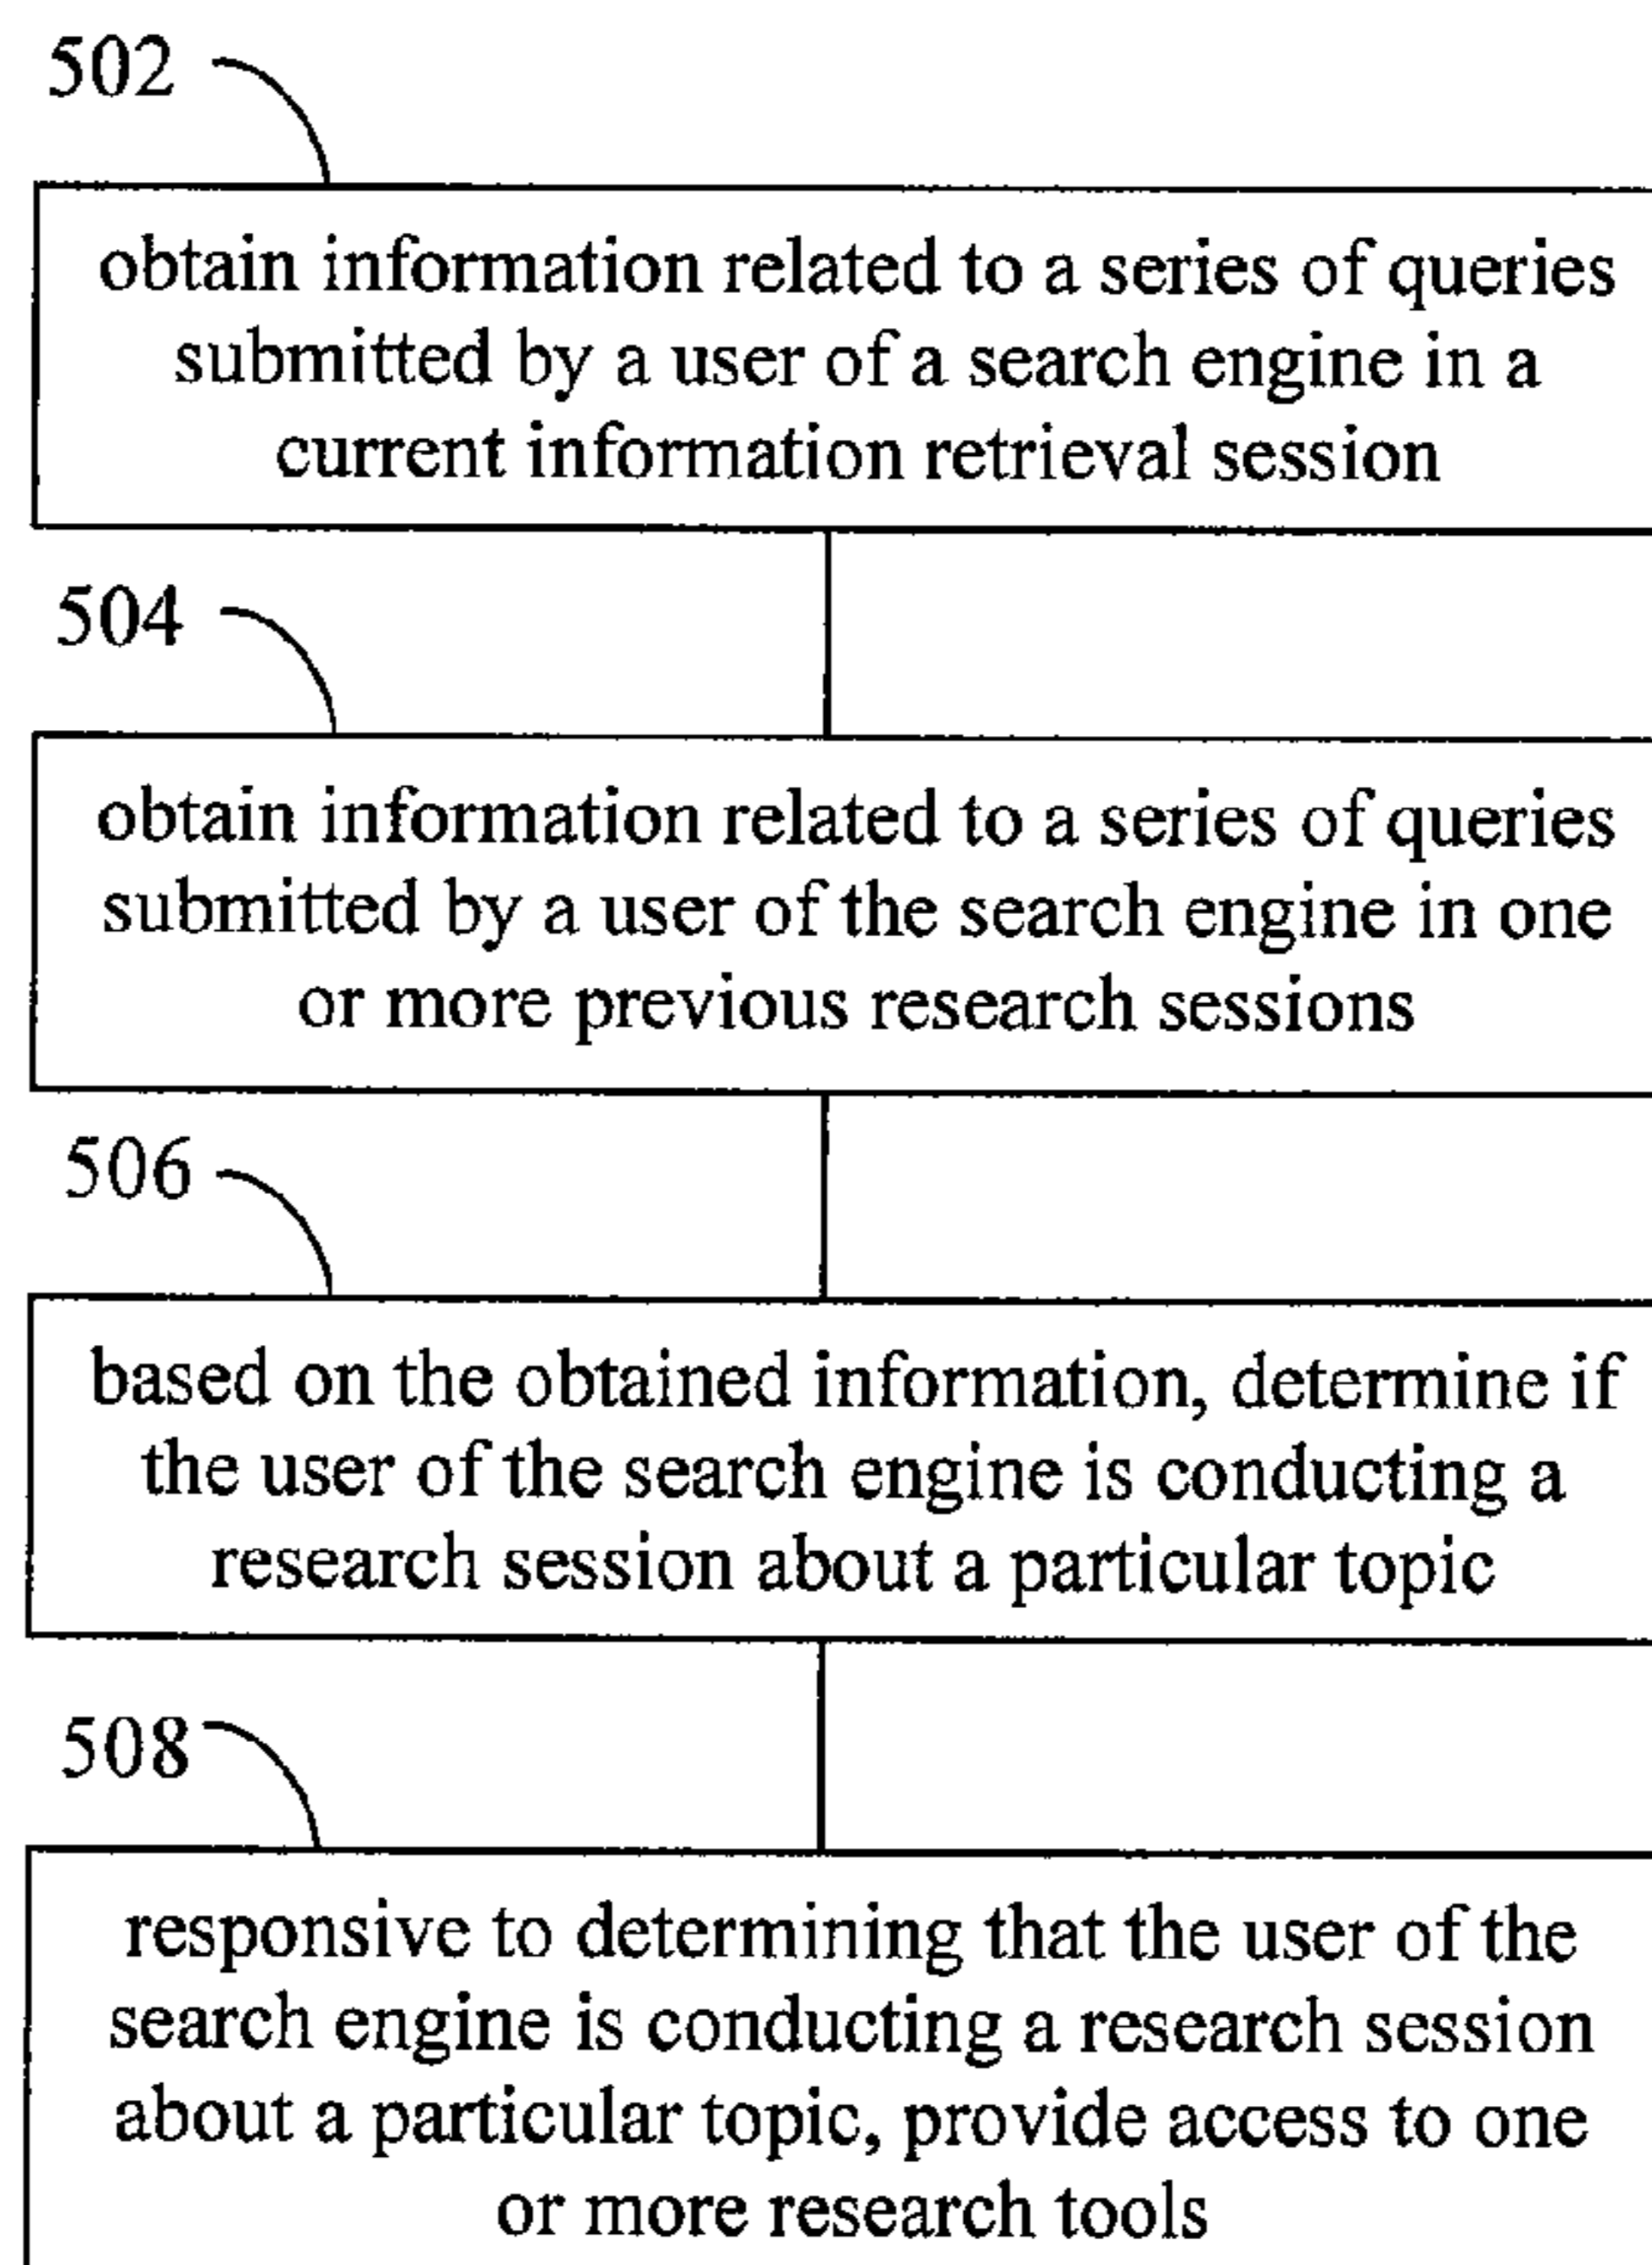 502
obtain information related to a series of queries
submitted by a user of a search engine in a
current information retrieval session
504
obtain information related to a series of queries
submitted by a user of the search engine in one
or more previous research sessions
506
based on the obtained information, determine if
the user of the search engine is conducting a
research session about a particular topic
508
responsive to determining that the user of the
search engine is conducting a research session
about a particular topic, provide access to one
or more research tools